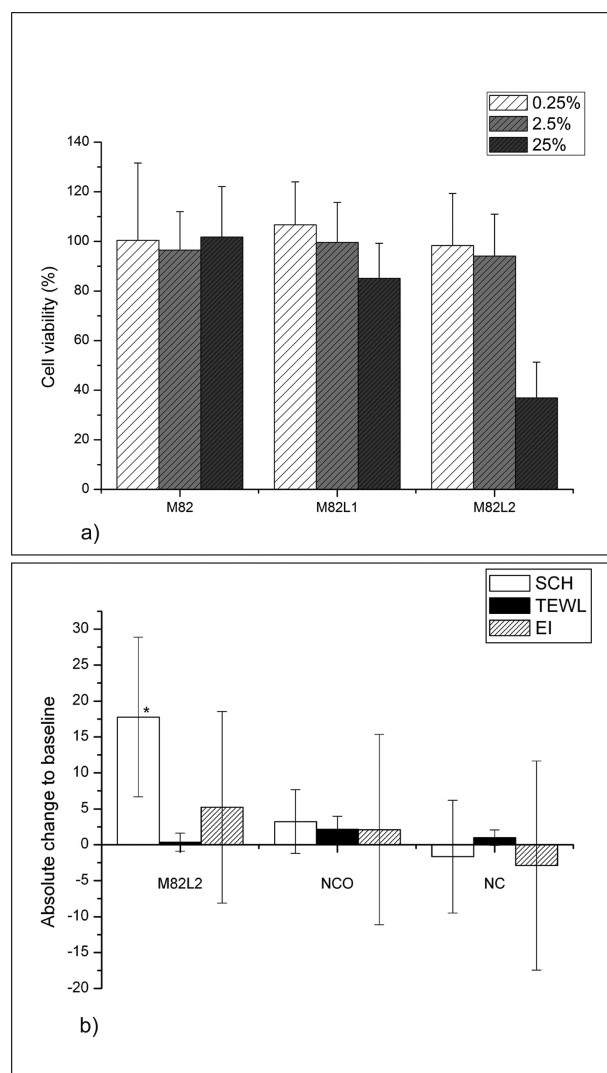 0.25%
2.5%
25%
140
120
100
80
60
40
20
0
Cell viability (%)
M82 M82L1 M82L2
a)
SCH
TEWL
EI
30
25
20
15
10
5
0
-5
-10
-15
-20
Absolute change to baseline
*
M82L2 NCO NC
b)